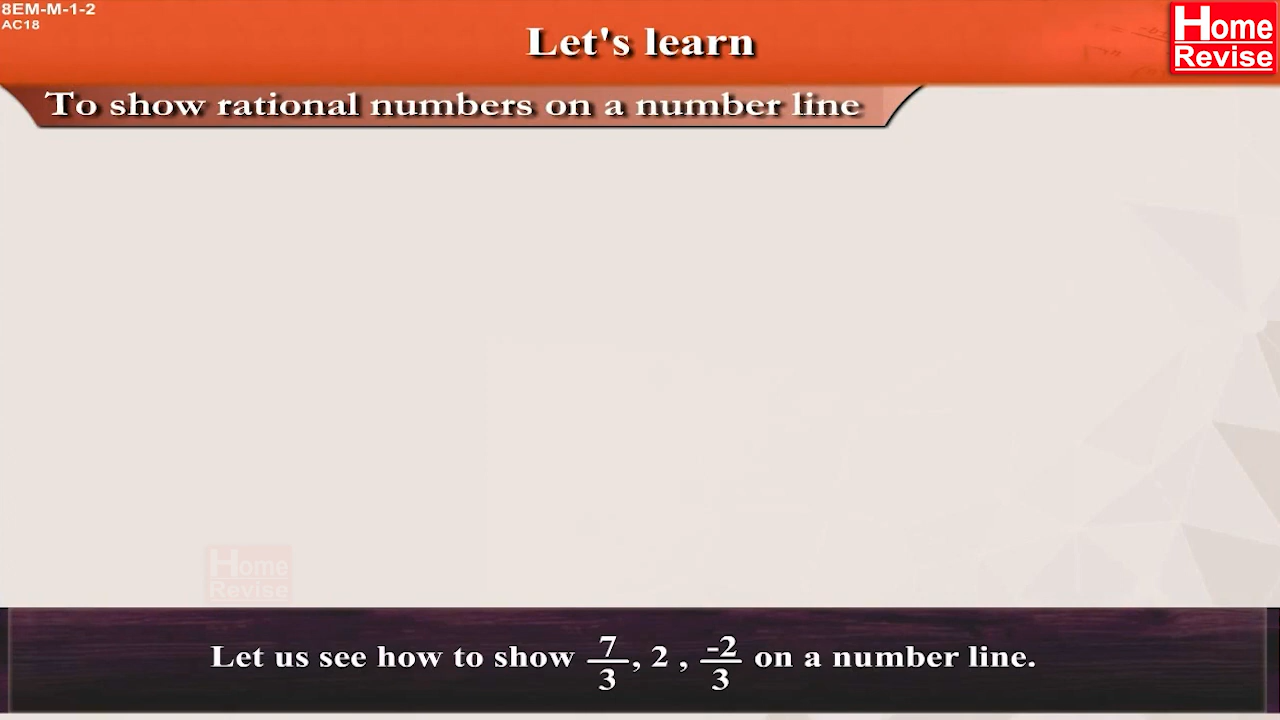 8EM-M-1-2
AC18
Let's learn
Home
Revise
To show rational numbers on a number line
Home
Revise
Let us see how to show 7/3, 2 , -2/3 on a number line.